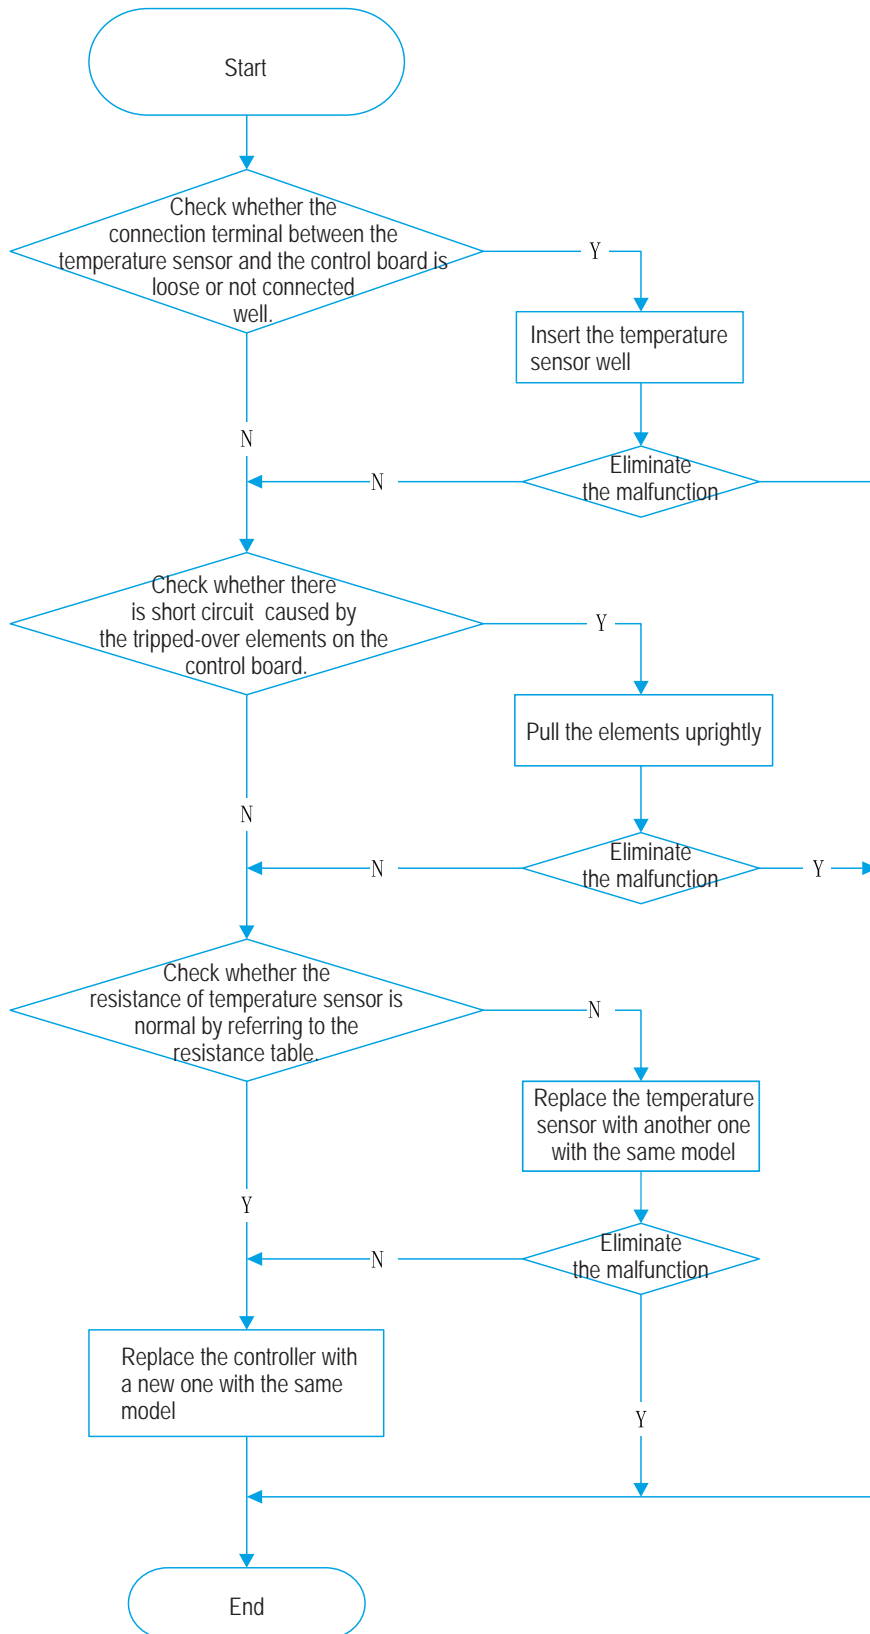 Start
Check whether the
connection terminal between the
temperature sensor and the control board is
loose or not connected
well.
Y
Insert the temperature
sensor well
N
Eliminate
the malfunction
N
Check whether there
is short circuit caused by
the tripped-over elements on the
control board.
Y
Pull the elements uprightly
N
Eliminate
the malfunction
N
Y
Check whether the
resistance of temperature sensor is
normal by referring to the
resistance table.
N
Replace the temperature
sensor with another one
with the same model
Y
Eliminate
the malfunction
N
Replace the controller with
a new one with the same
model
Y
End